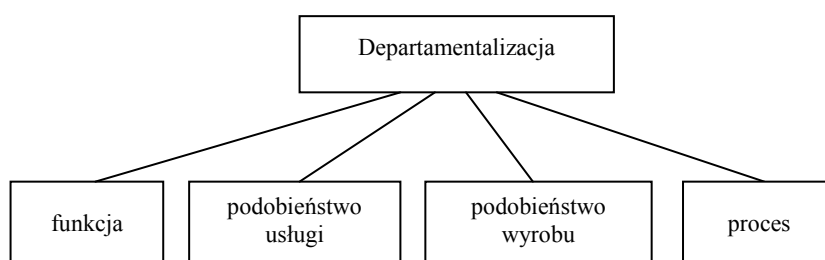 Departamentalizacja
funkcja
podobieństwo
usługi
podobieństwo
wyrobu
proces